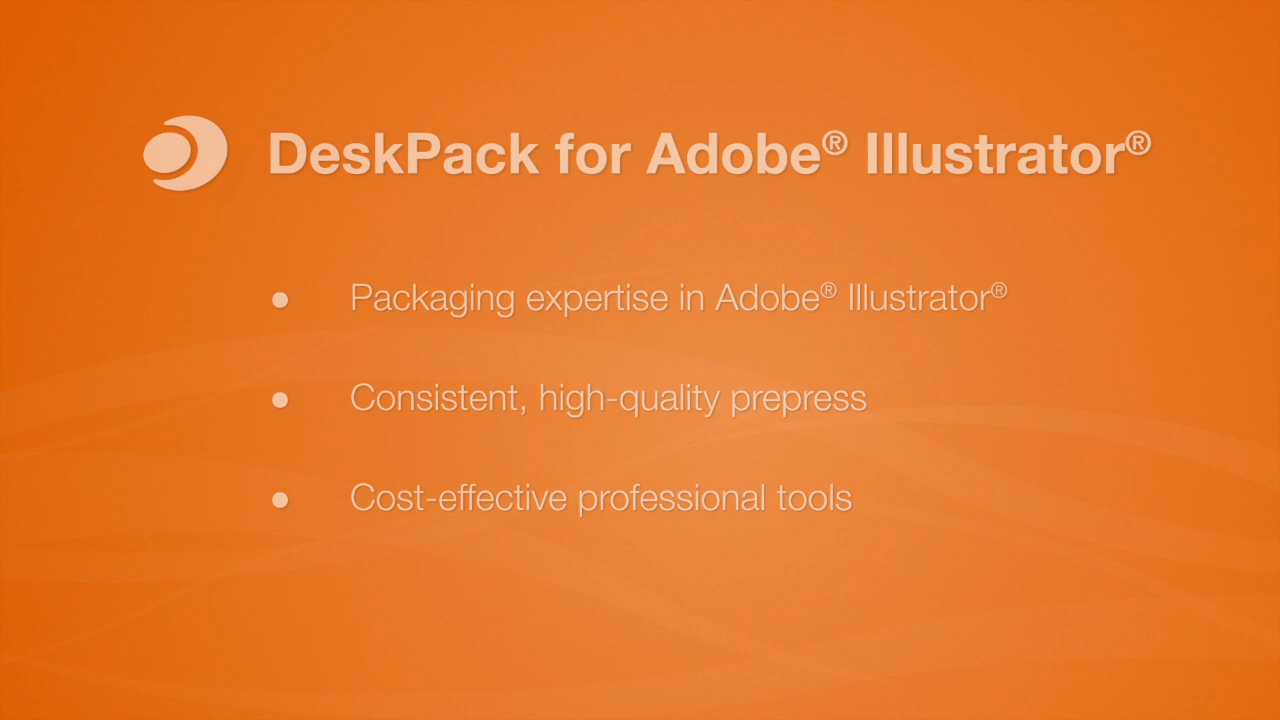 DeskPack for Adobe® Illustrator®
● Packaging expertise in Adobe® Illustrator®
● Consistent, high-quality prepress
● Cost-effective professional tools